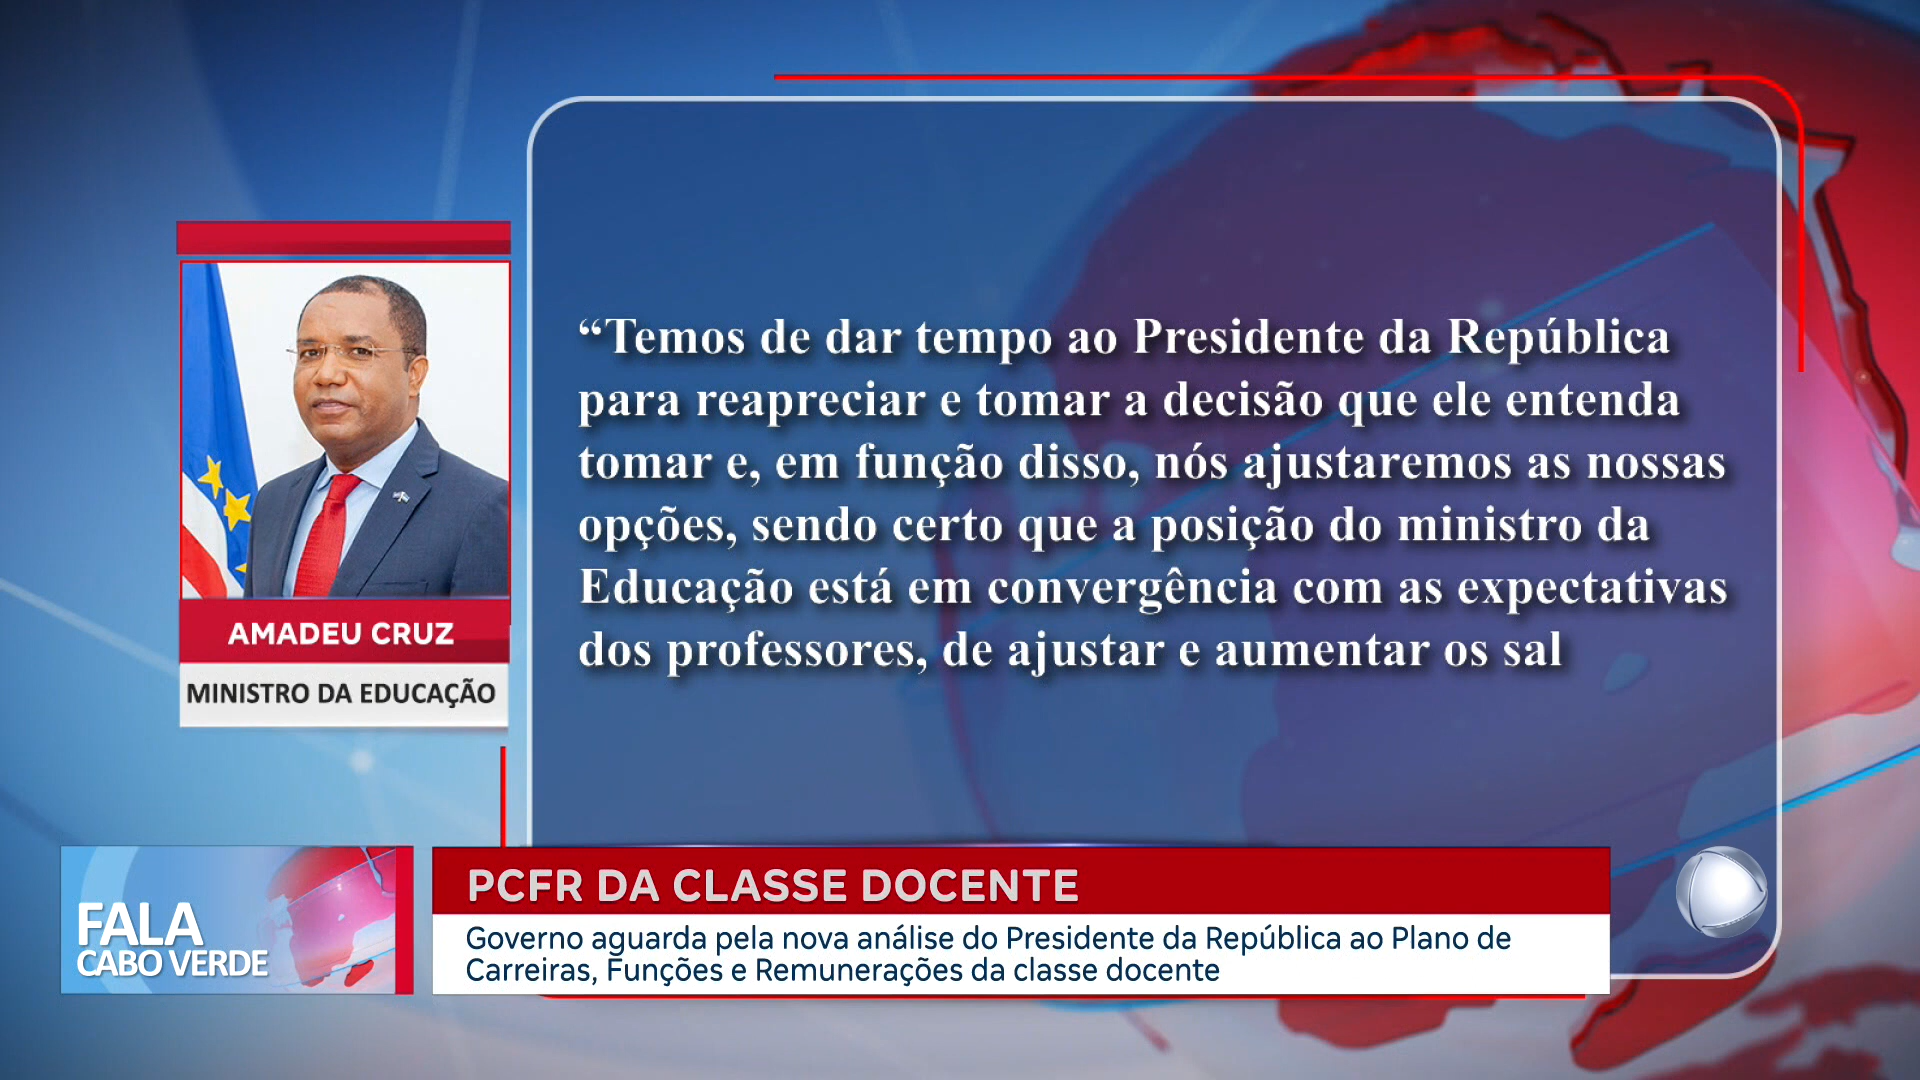 “Temos de dar tempo ao Presidente da República
para reapreciar e tomar a decisão que ele entenda
tomar e, em função disso, nós ajustaremos as nossas
opções, sendo certo que a posição do ministro da
Educação está em convergência com as expectativas
dos professores, de ajustar e aumentar os sal
AMADEU CRUZ
MINISTRO DA EDUCAÇÃO
FALA
CABO VERDE
PCFR DA CLASSE DOCENTE
Governo aguarda pela nova análise do Presidente da República ao Plano de
Carreiras, Funções e Remunerações da classe docente